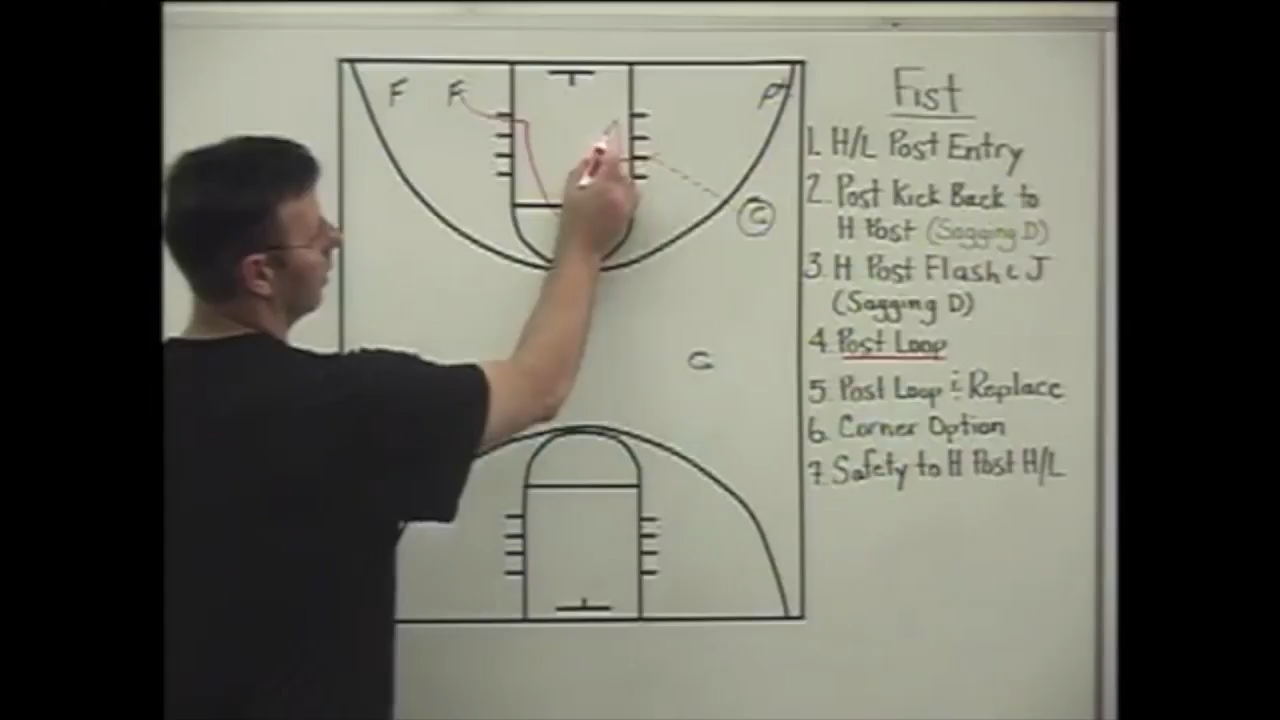 Fist
1. H/L Post Entry
2. Post Kick Back to
H Post (Sagging D)
3. H Post Flash & J
(Sagging D)
4. Post Loop
5. Post Loop & Replace
6. Corner Option
7. Safety to H Post H/L
F F
G
G